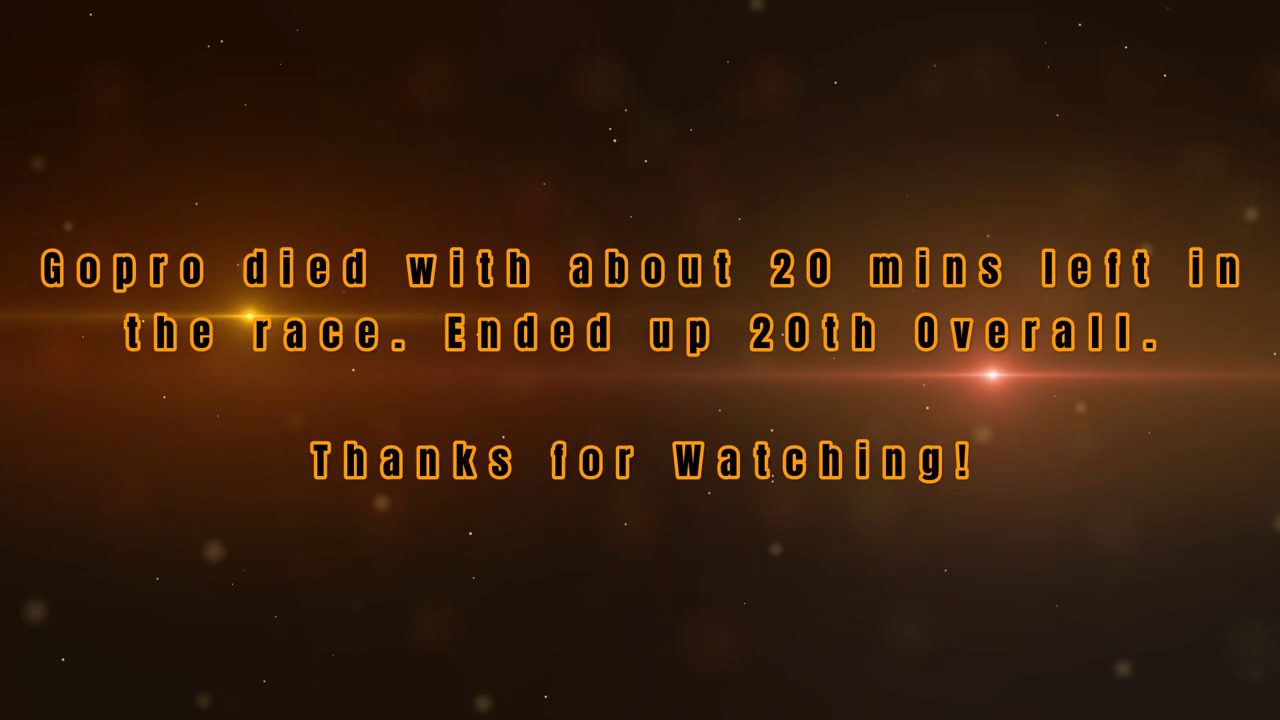 Gopro died with about 20 mins left in
the race. Ended up 20th Overall.
Thanks for Watching!